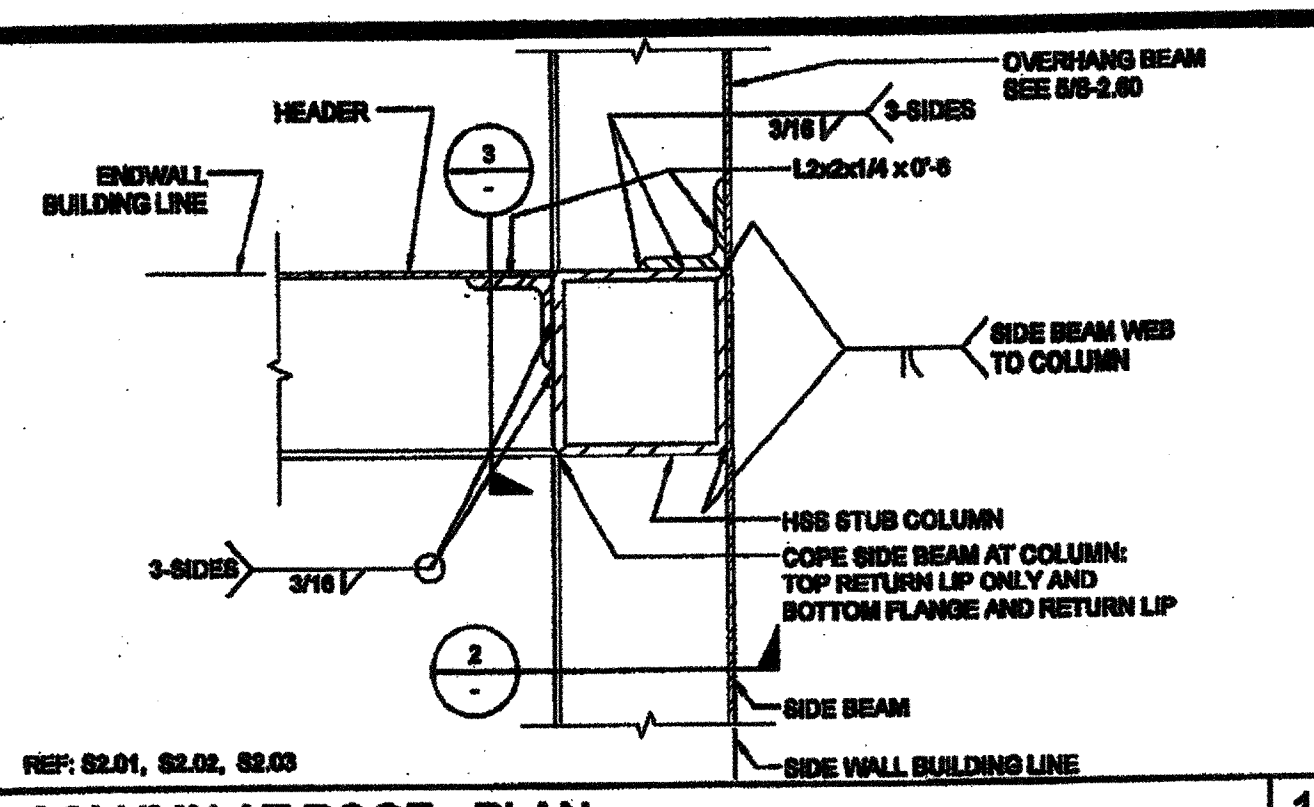 OVERHANG BEAM
SEE 5/S-2.60
HEADER
3/16
3-SIDES
3
-
L2x2x1/4 x 0'-6
ENDWALL
BUILDING LINE
SIDE BEAM WEB
TO COLUMN
HSS STUB COLUMN
3-SIDES
3/16
COPE SIDE BEAM AT COLUMN:
TOP RETURN LIP ONLY AND
BOTTOM FLANGE AND RETURN LIP
2
-
SIDE BEAM
REF: S2.01, S2.02, S2.03
SIDE WALL BUILDING LINE